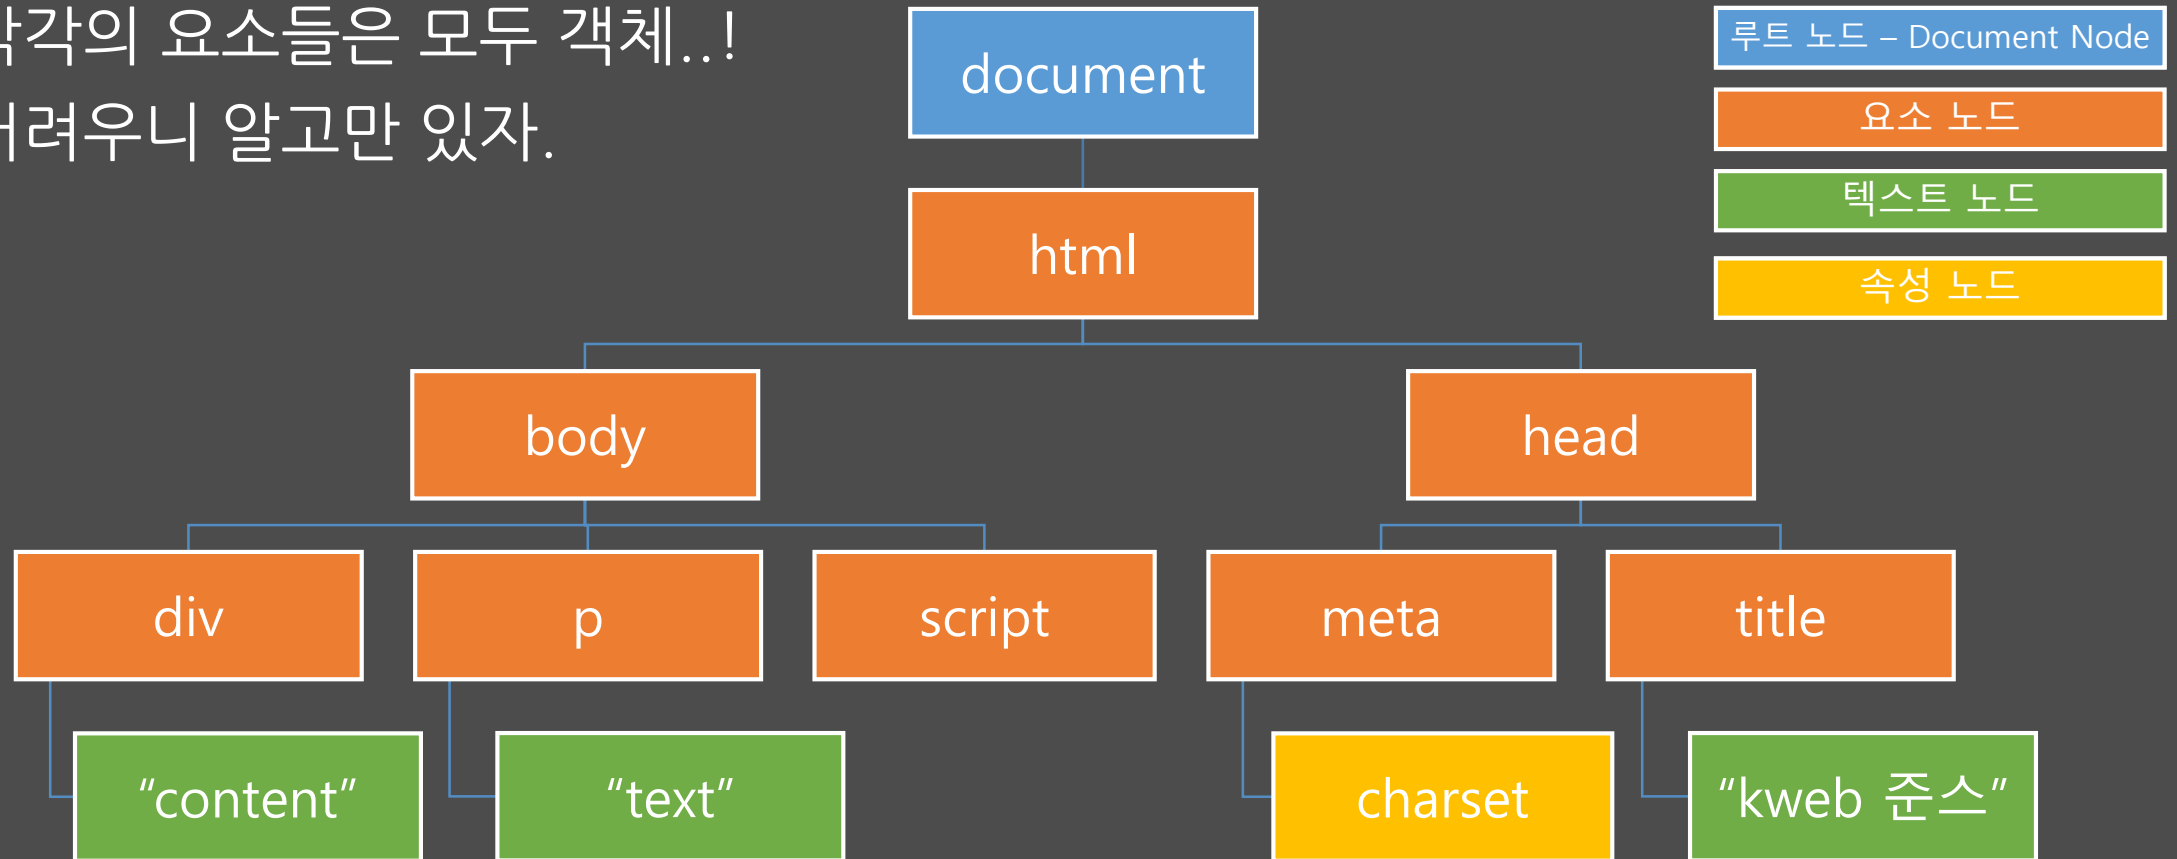 각각의 요소들은 모두 객체..!
어려우니 알고만 있자.
document
루트 노드 – Document Node
요소 노드
텍스트 노드
속성 노드
html
body
head
div
p
script
meta
title
“content”
“text”
charset
“kweb 준스”